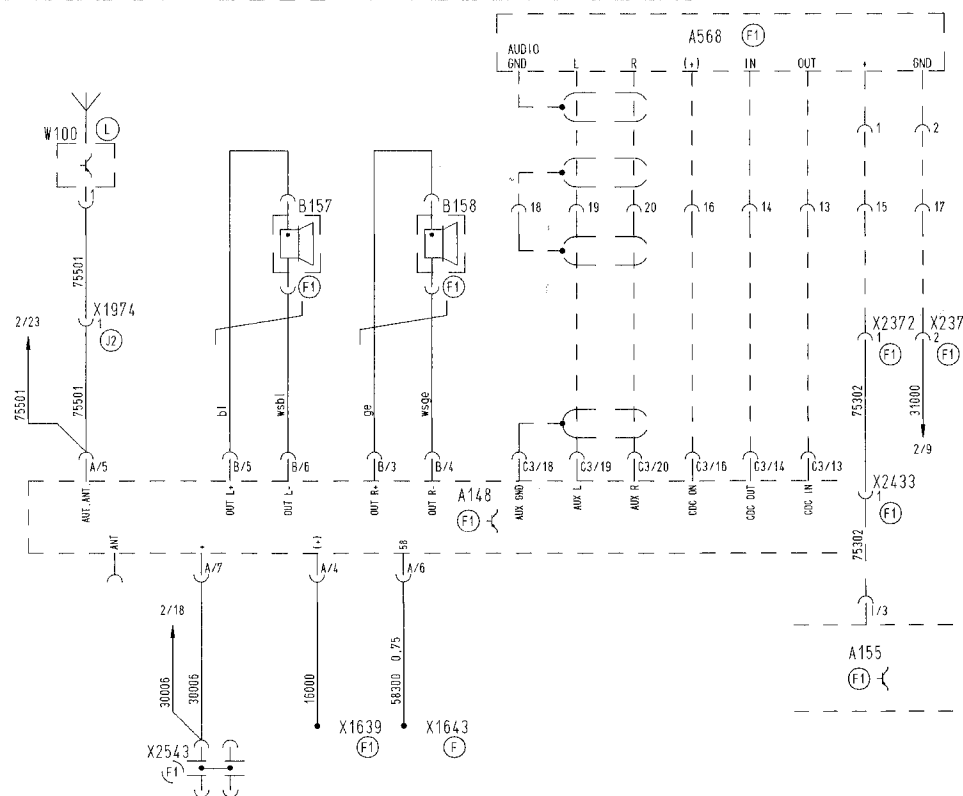 A568 F1
AUDIO
GND L R (+) IN OUT + GND
W100 L
1 2
B157 B158
18 19 20 16 14 13 15 17
1
75501
F1 F1
X1974
1
J2
2/23
X2372 X237
1 2
F1 F1
75501 75501 bl wsbl ge wsge 75302 31000
2/9
A/5 B/5 B/6 B/3 B/4 C3/18 C3/19 C3/20 C3/16 C3/14 C3/13
AUT.ANT OUT L+ OUT L- OUT R+ OUT R- A148 AUX GND AUX L AUX R CDC ON CDC OUT CDC IN
F1
X2433
1
F1
ANT + (+) 58
75302
A/7 A/4 A/6
2/18
1/3
30006 30006 16000 58300 0,75
A155
F1
X1639 X1643
F1 F
X2543
F1